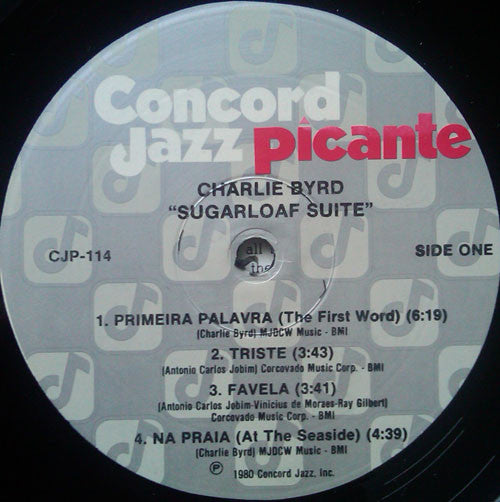 Concord
Jazz Picante
CHARLIE BYRD
"SUGARLOAF SUITE"
all
the
CJP-114
SIDE ONE
1. PRIMEIRA PALAVRA (The First Word) (6:19)
(Charlie Byrd) MJDCW Music - BMI
2. TRISTE (3:43)
(Antonio Carlos Jobim) Corcovado Music Corp. - BMI
3. FAVELA (3:41)
(Antonio Carlos Jobim-Vinicius de Moraes-Ray Gilbert)
Corcovado Music Corp. - BMI
4. NA PRAIA (At The Seaside) (4:39)
(Charlie Byrd) MJDCW Music - BMI
℗
1980 Concord Jazz, Inc.